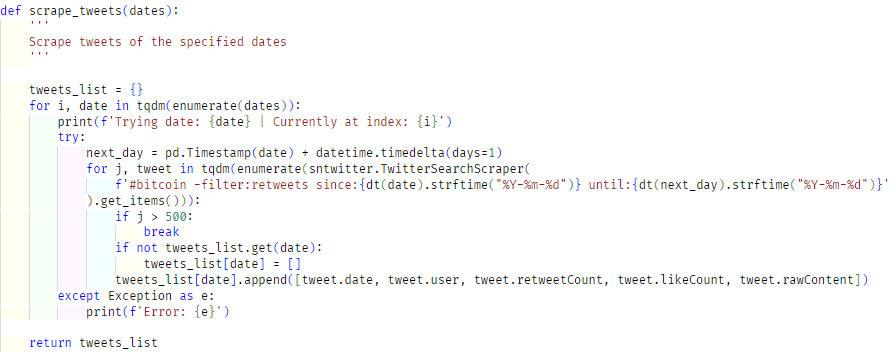 def scrape_tweets(dates):
    '''
    Scrape tweets of the specified dates
    '''

    tweets_list = {}
    for i, date in tqdm(enumerate(dates)):
        print(f'Trying date: {date} | Currently at index: {i}')
        try:
            next_day = pd.Timestamp(date) + datetime.timedelta(days=1)
            for j, tweet in tqdm(enumerate(sntwitter.TwitterSearchScraper(
                f'#bitcoin -filter:retweets since:{dt(date).strftime("%Y-%m-%d")} until:{dt(next_day).strftime("%Y-%m-%d")}'
            ).get_items())):
                if j > 500:
                    break
                if not tweets_list.get(date):
                    tweets_list[date] = []
                tweets_list[date].append([tweet.date, tweet.user, tweet.retweetCount, tweet.likeCount, tweet.rawContent])
        except Exception as e:
            print(f'Error: {e}')

    return tweets_list